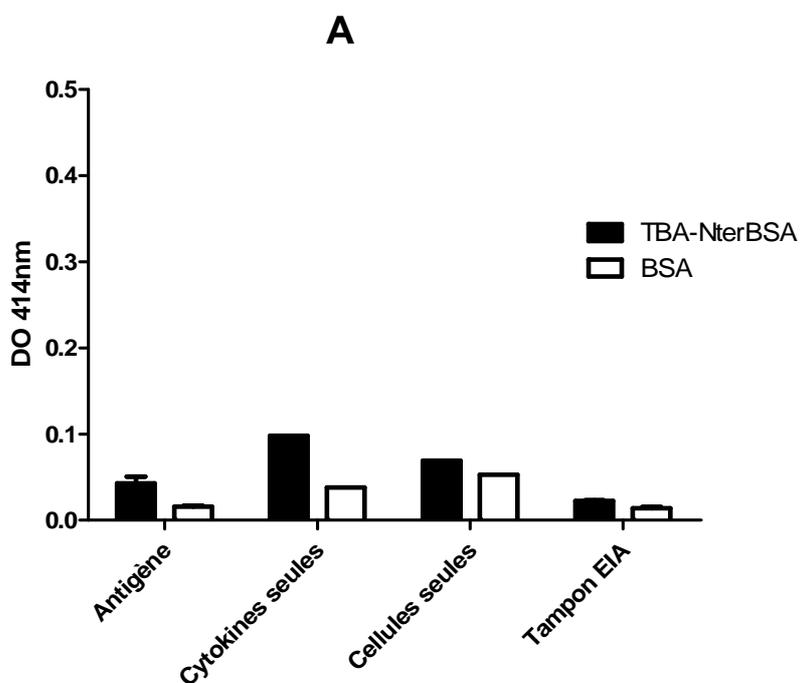 A
0.5
0.4
0.3
0.2
0.1
0.0
DO 414nm
TBA-NterBSA
BSA
Antigène
Cytokines seules
Cellules seules
Tampon EIA